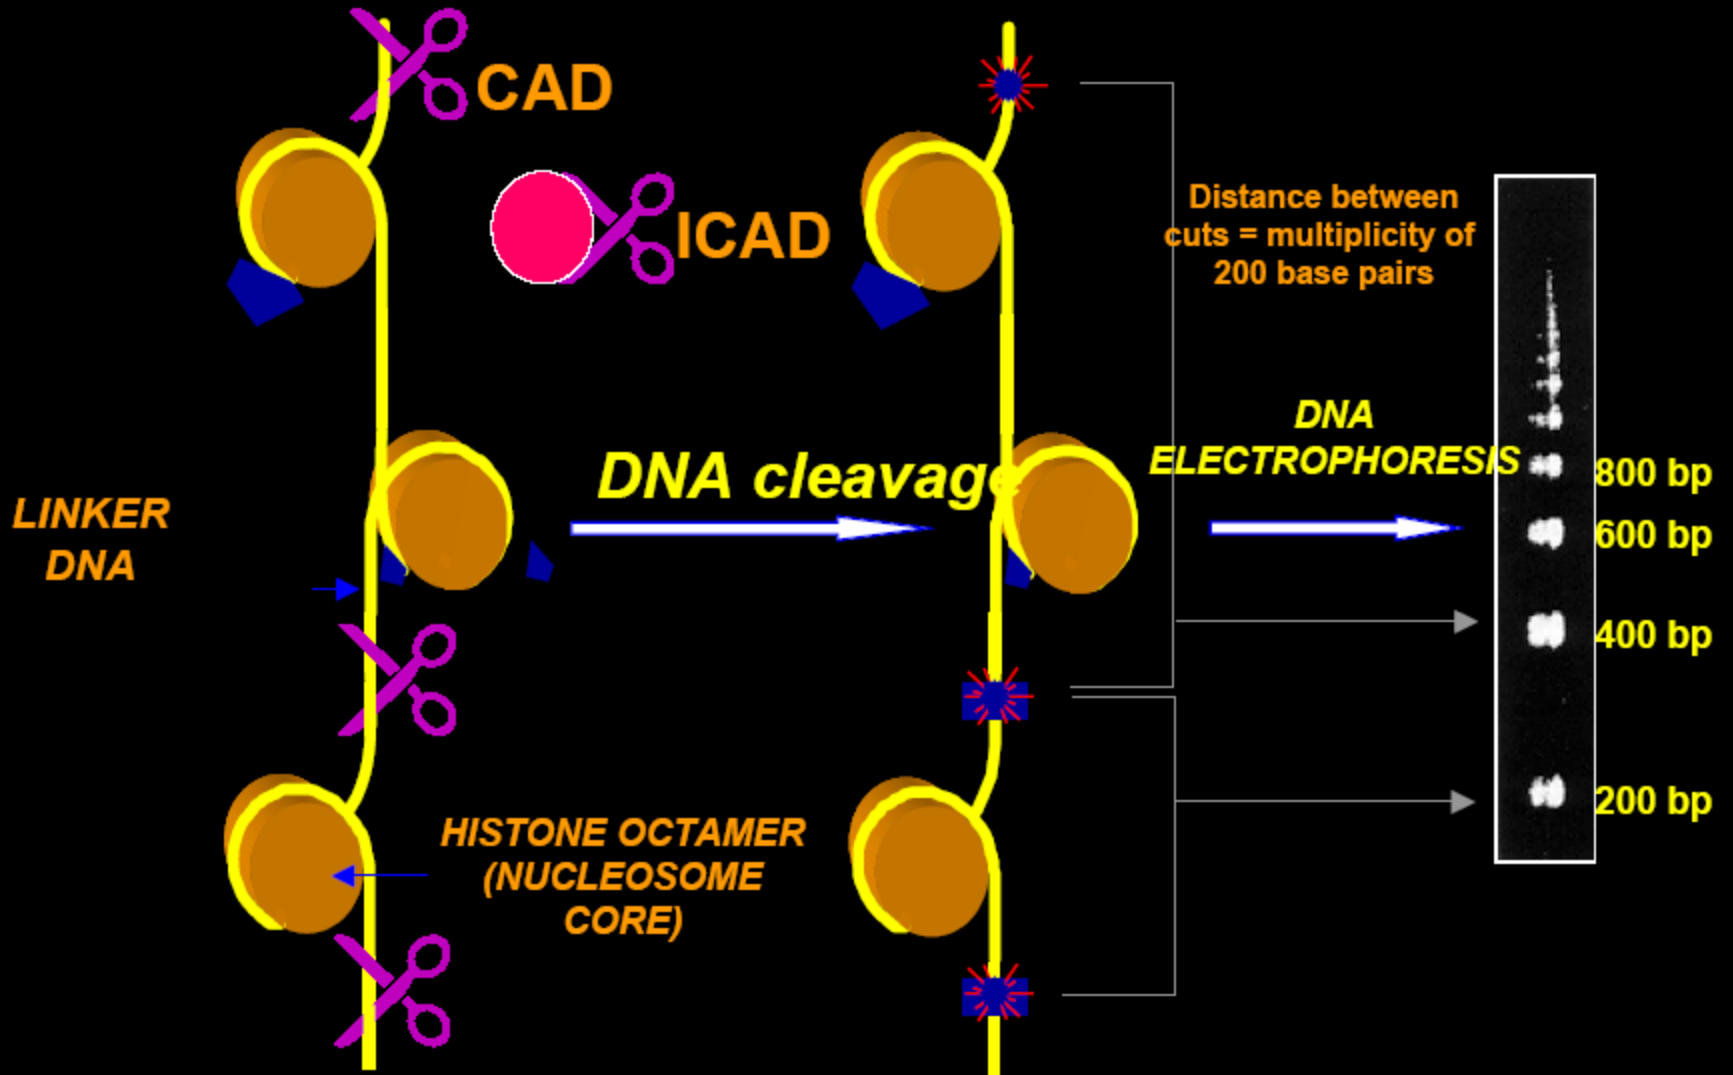 CAD
ICAD
Distance between
cuts = multiplicity of
200 base pairs
DNA
ELECTROPHORESIS
DNA cleavage
LINKER
DNA
800 bp
600 bp
400 bp
200 bp
HISTONE OCTAMER
(NUCLEOSOME
CORE)